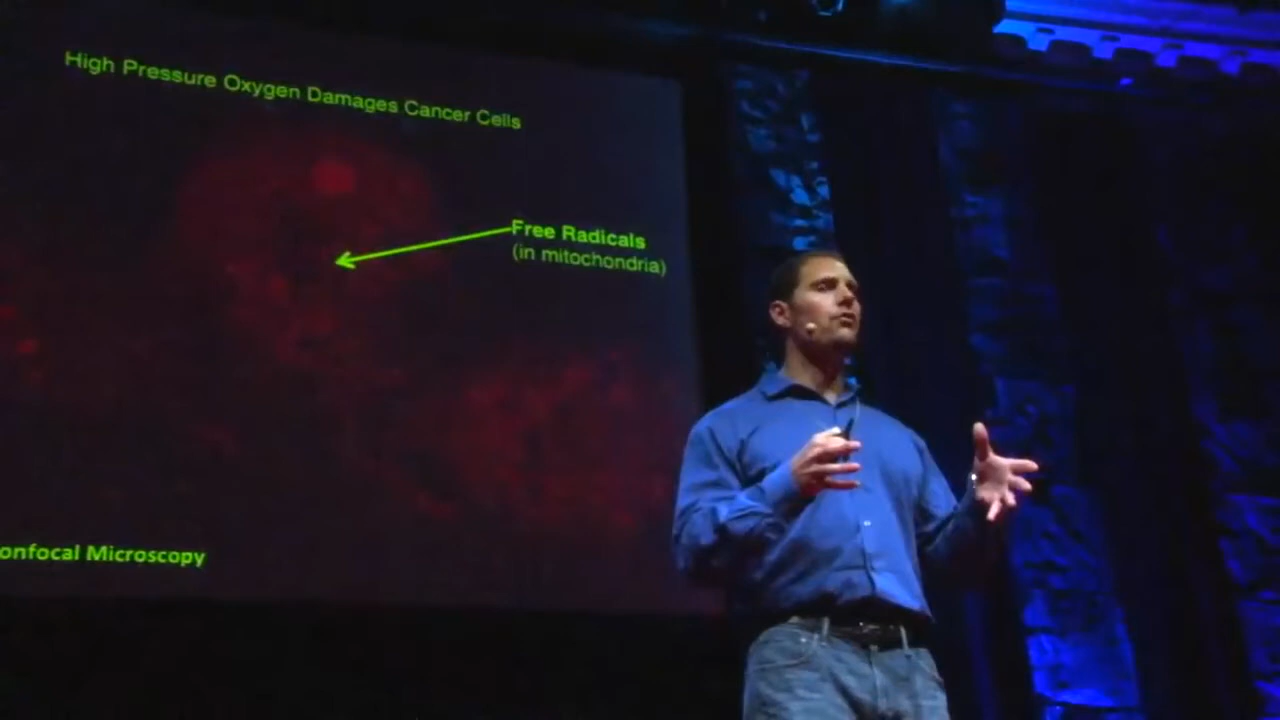 High Pressure Oxygen Damages Cancer Cells
Free Radicals
(in mitochondria)
onfocal Microscopy